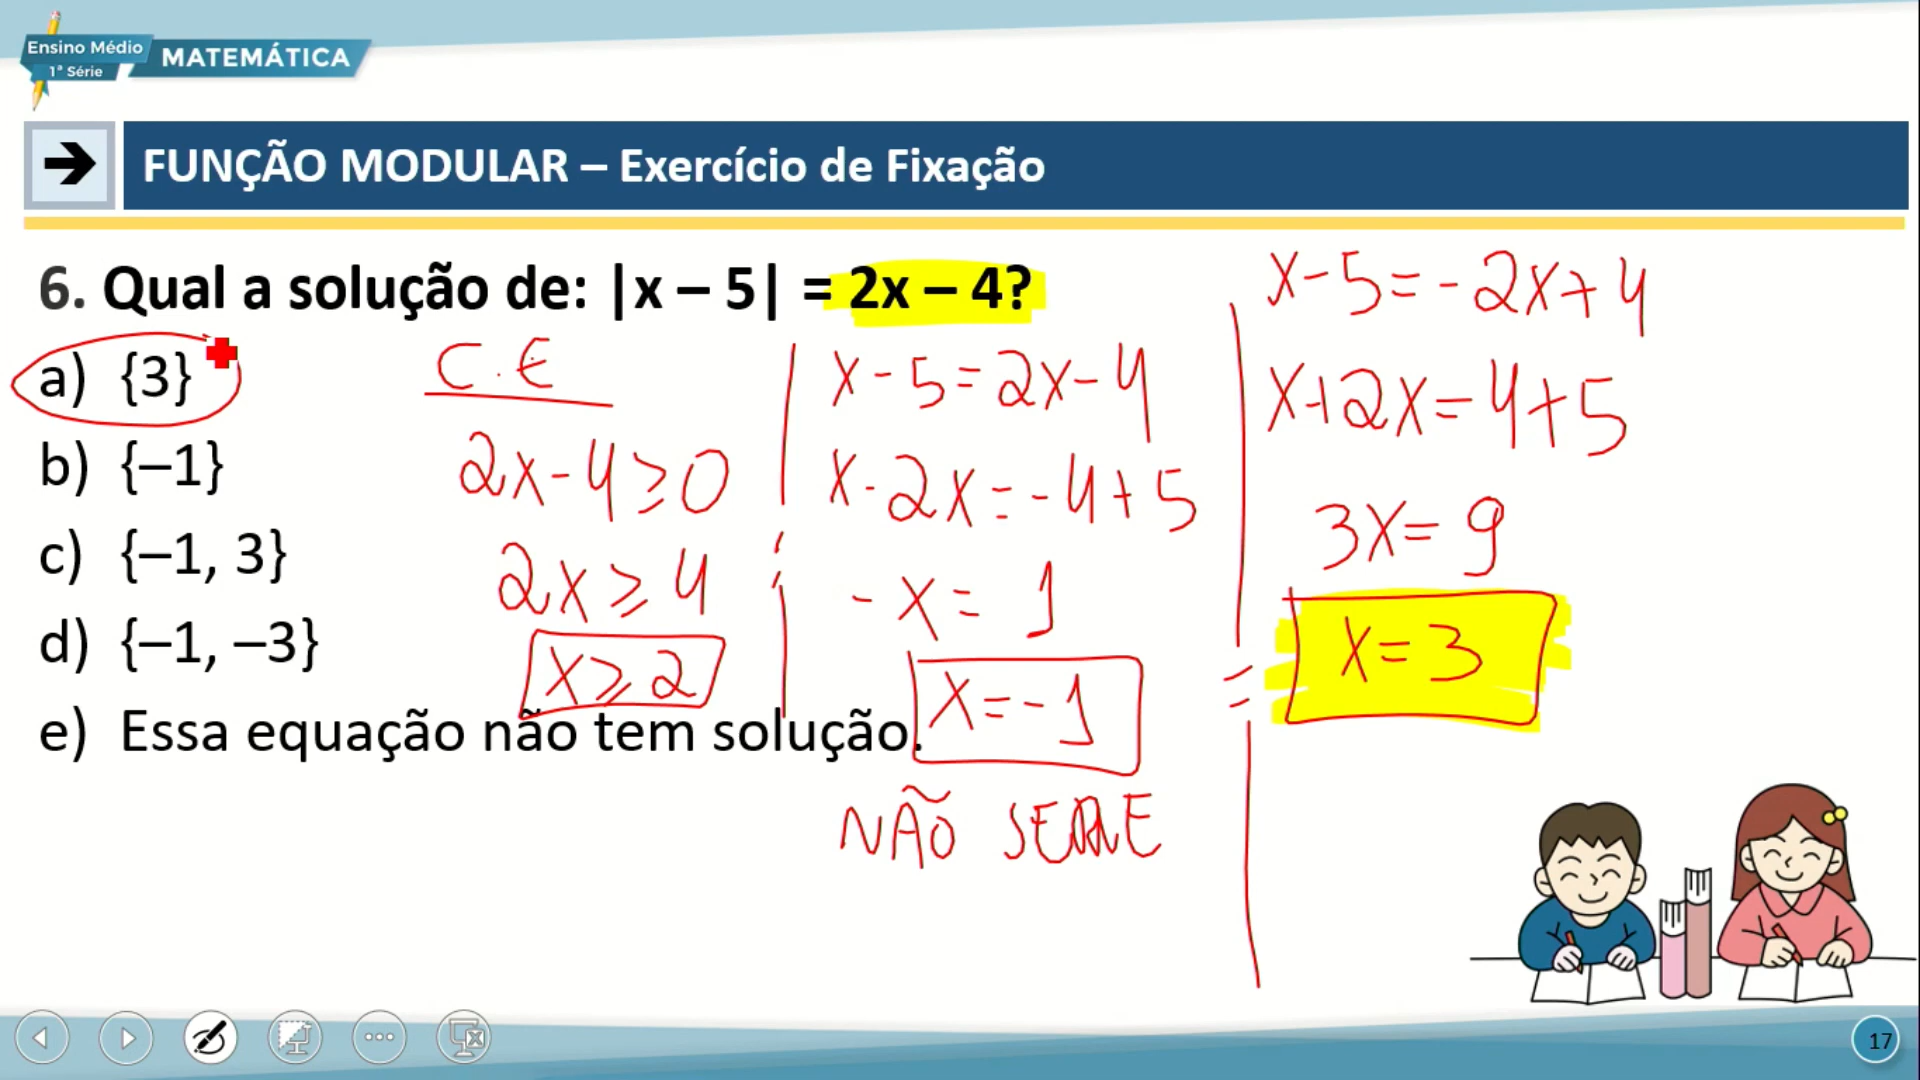 Ensino Médio
1ª Série
MATEMÁTICA
FUNÇÃO MODULAR – Exercício de Fixação
6. Qual a solução de: |x – 5| = 2x – 4?
a) {3}
b) {–1}
c) {–1, 3}
d) {–1, –3}
e) Essa equação não tem solução.
C.E
2x-4≥0
2x≥4
x≥2
x-5=2x-4
x-2x=-4+5
-x=1
x=-1
NÃO SERVE
x-5=-2x+4
x+2x=4+5
3x=9
x=3
17